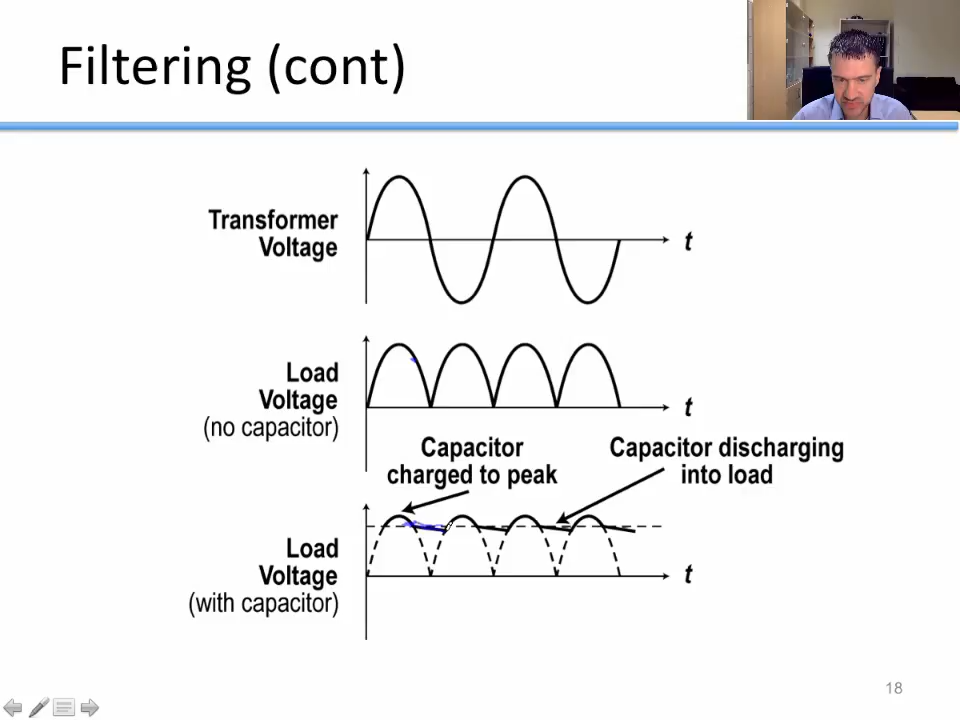 Filtering (cont)
Transformer
Voltage
t
Load
Voltage
(no capacitor)
t
Capacitor
charged to peak
Capacitor discharging
into load
Load
Voltage
(with capacitor)
t
18